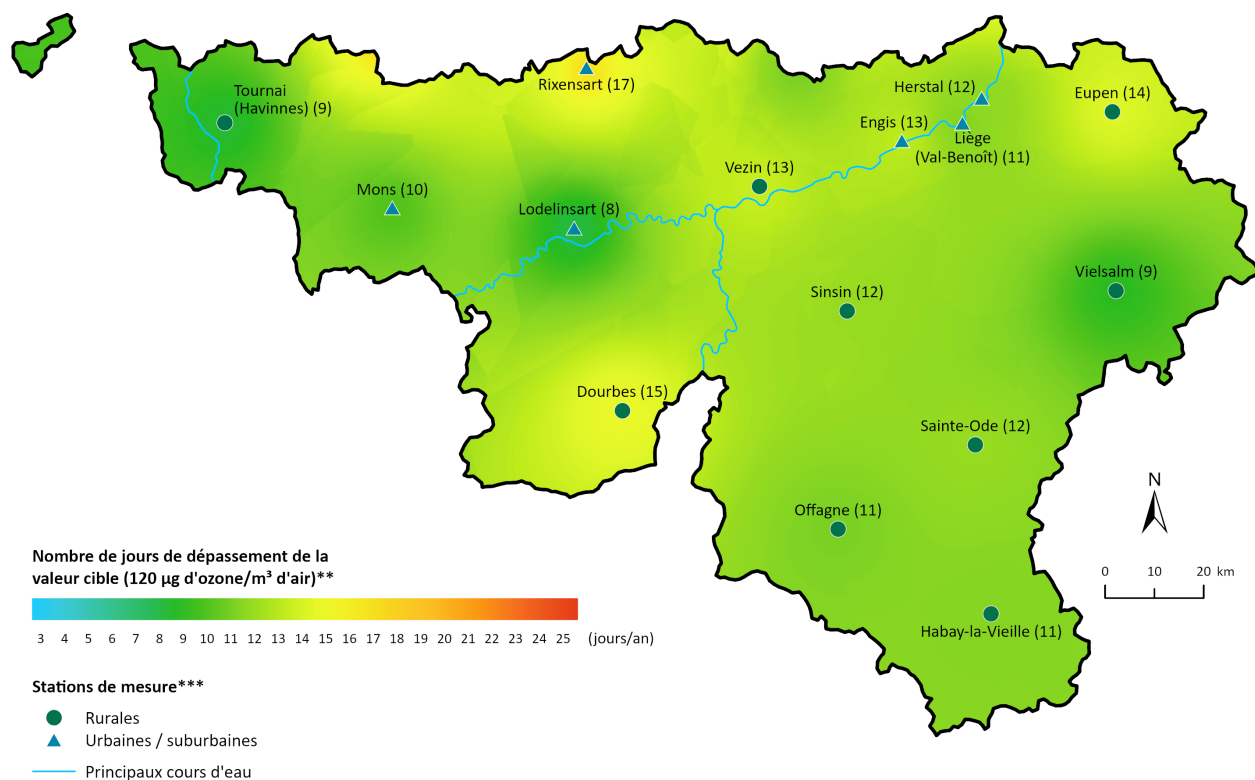 Rixensart (17)
Tournai
(Havinnes) (9)
Herstal (12)
Eupen (14)
Engis (13)
Liège
(Val-Benoît) (11)
Vezin (13)
Mons (10)
Lodelinsart (8)
Vielsalm (9)
Sinsin (12)
Dourbes (15)
Sainte-Ode (12)
Offagne (11)
Habay-la-Vieille (11)
N
0 10 20 km
Nombre de jours de dépassement de la
valeur cible (120 µg d'ozone/m³ d'air)**
3 4 5 6 7 8 9 10 11 12 13 14 15 16 17 18 19 20 21 22 23 24 25 (jours/an)
Stations de mesure***
Rurales
Urbaines / suburbaines
Principaux cours d'eau